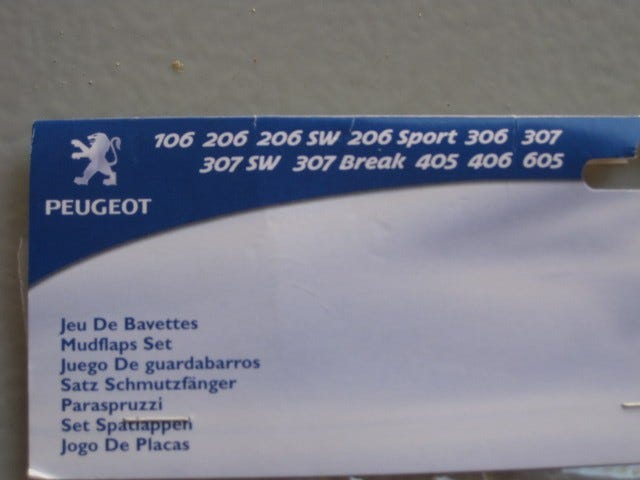 106 206 206 SW 206 Sport 306 307
307 SW 307 Break 405 406 605
PEUGEOT
Jeu De Bavettes
Mudflaps Set
Juego De guardabarros
Satz Schmutzfänger
Paraspruzzi
Set Spatlappen
Jogo De Placas